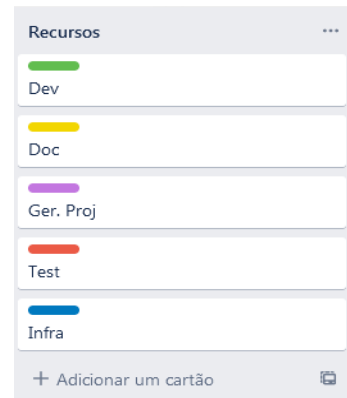 Recursos
Dev
Doc
Ger. Proj
Test
Infra
+ Adicionar um cartão